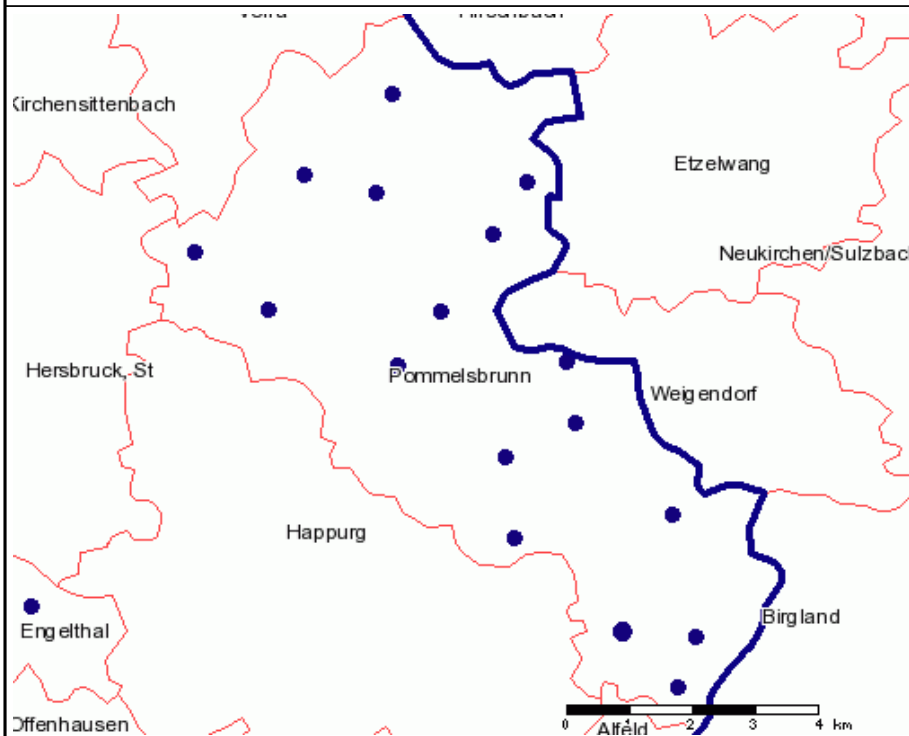 Kirchensittenbach
Etzelwang
Neukirchen/Sulzbach
Hersbruck, St
Pommelsbrunn
Weigendorf
Happurg
Birgland
Engelthal
Offenhausen
Alfeld
0 1 2 3 4 km